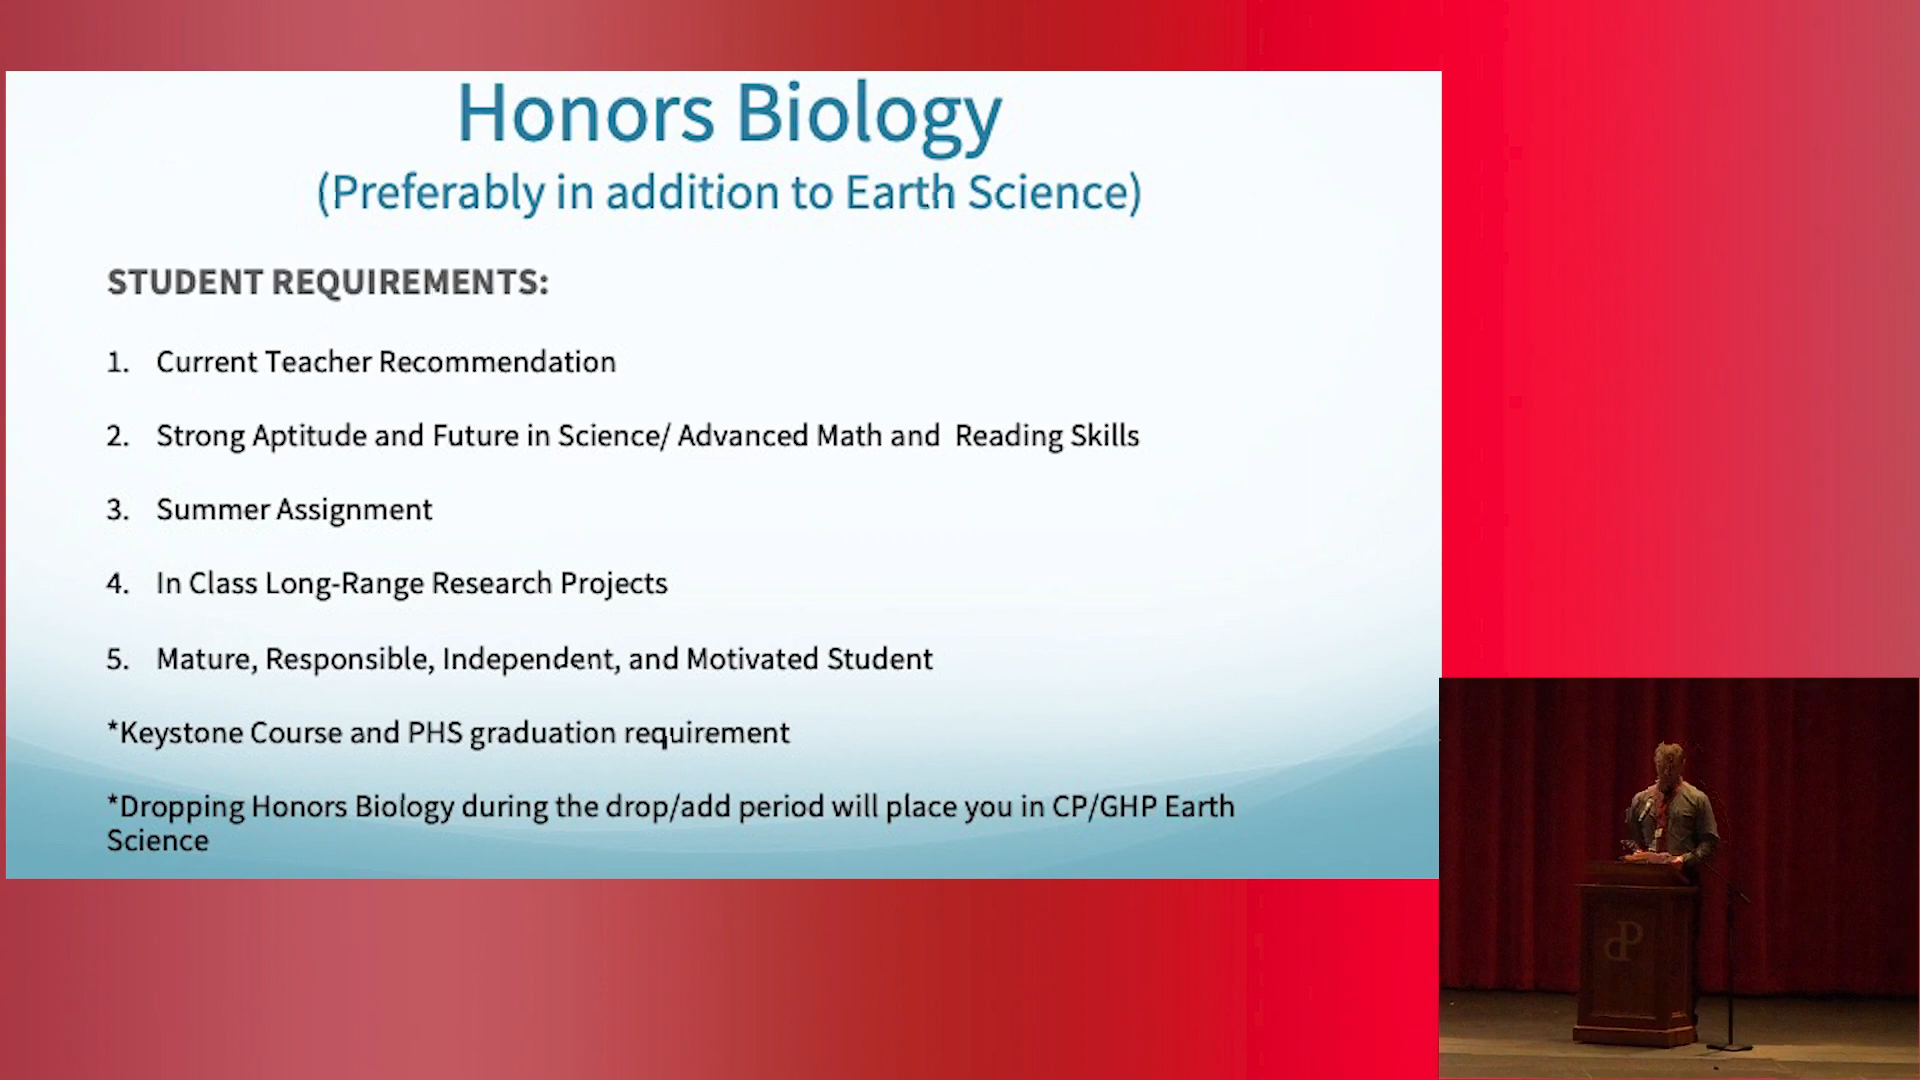 Honors Biology
(Preferably in addition to Earth Science)
STUDENT REQUIREMENTS:
1. Current Teacher Recommendation
2. Strong Aptitude and Future in Science/ Advanced Math and  Reading Skills
3. Summer Assignment
4. In Class Long-Range Research Projects
5. Mature, Responsible, Independent, and Motivated Student
*Keystone Course and PHS graduation requirement
*Dropping Honors Biology during the drop/add period will place you in CP/GHP Earth
Science